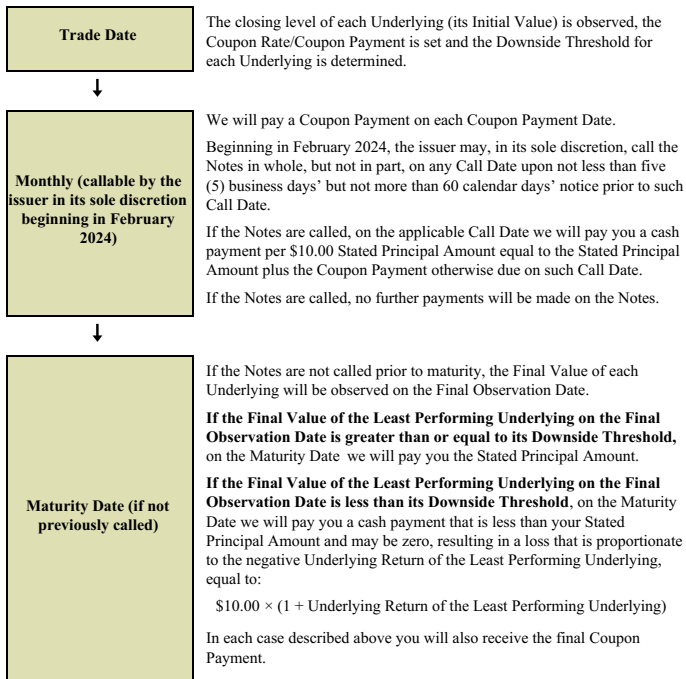 Trade Date
The closing level of each Underlying (its Initial Value) is observed, the
Coupon Rate/Coupon Payment is set and the Downside Threshold for
each Underlying is determined.
Monthly (callable by the
issuer in its sole discretion
beginning in February
2024)
We will pay a Coupon Payment on each Coupon Payment Date.
Beginning in February 2024, the issuer may, in its sole discretion, call the
Notes in whole, but not in part, on any Call Date upon not less than five
(5) business days’ but not more than 60 calendar days’ notice prior to such
Call Date.
If the Notes are called, on the applicable Call Date we will pay you a cash
payment per $10.00 Stated Principal Amount equal to the Stated Principal
Amount plus the Coupon Payment otherwise due on such Call Date.
If the Notes are called, no further payments will be made on the Notes.
Maturity Date (if not
previously called)
If the Notes are not called prior to maturity, the Final Value of each
Underlying will be observed on the Final Observation Date.
If the Final Value of the Least Performing Underlying on the Final
Observation Date is greater than or equal to its Downside Threshold,
on the Maturity Date we will pay you the Stated Principal Amount.
If the Final Value of the Least Performing Underlying on the Final
Observation Date is less than its Downside Threshold, on the Maturity
Date we will pay you a cash payment that is less than your Stated
Principal Amount and may be zero, resulting in a loss that is proportionate
to the negative Underlying Return of the Least Performing Underlying,
equal to:
$10.00 × (1 + Underlying Return of the Least Performing Underlying)
In each case described above you will also receive the final Coupon
Payment.